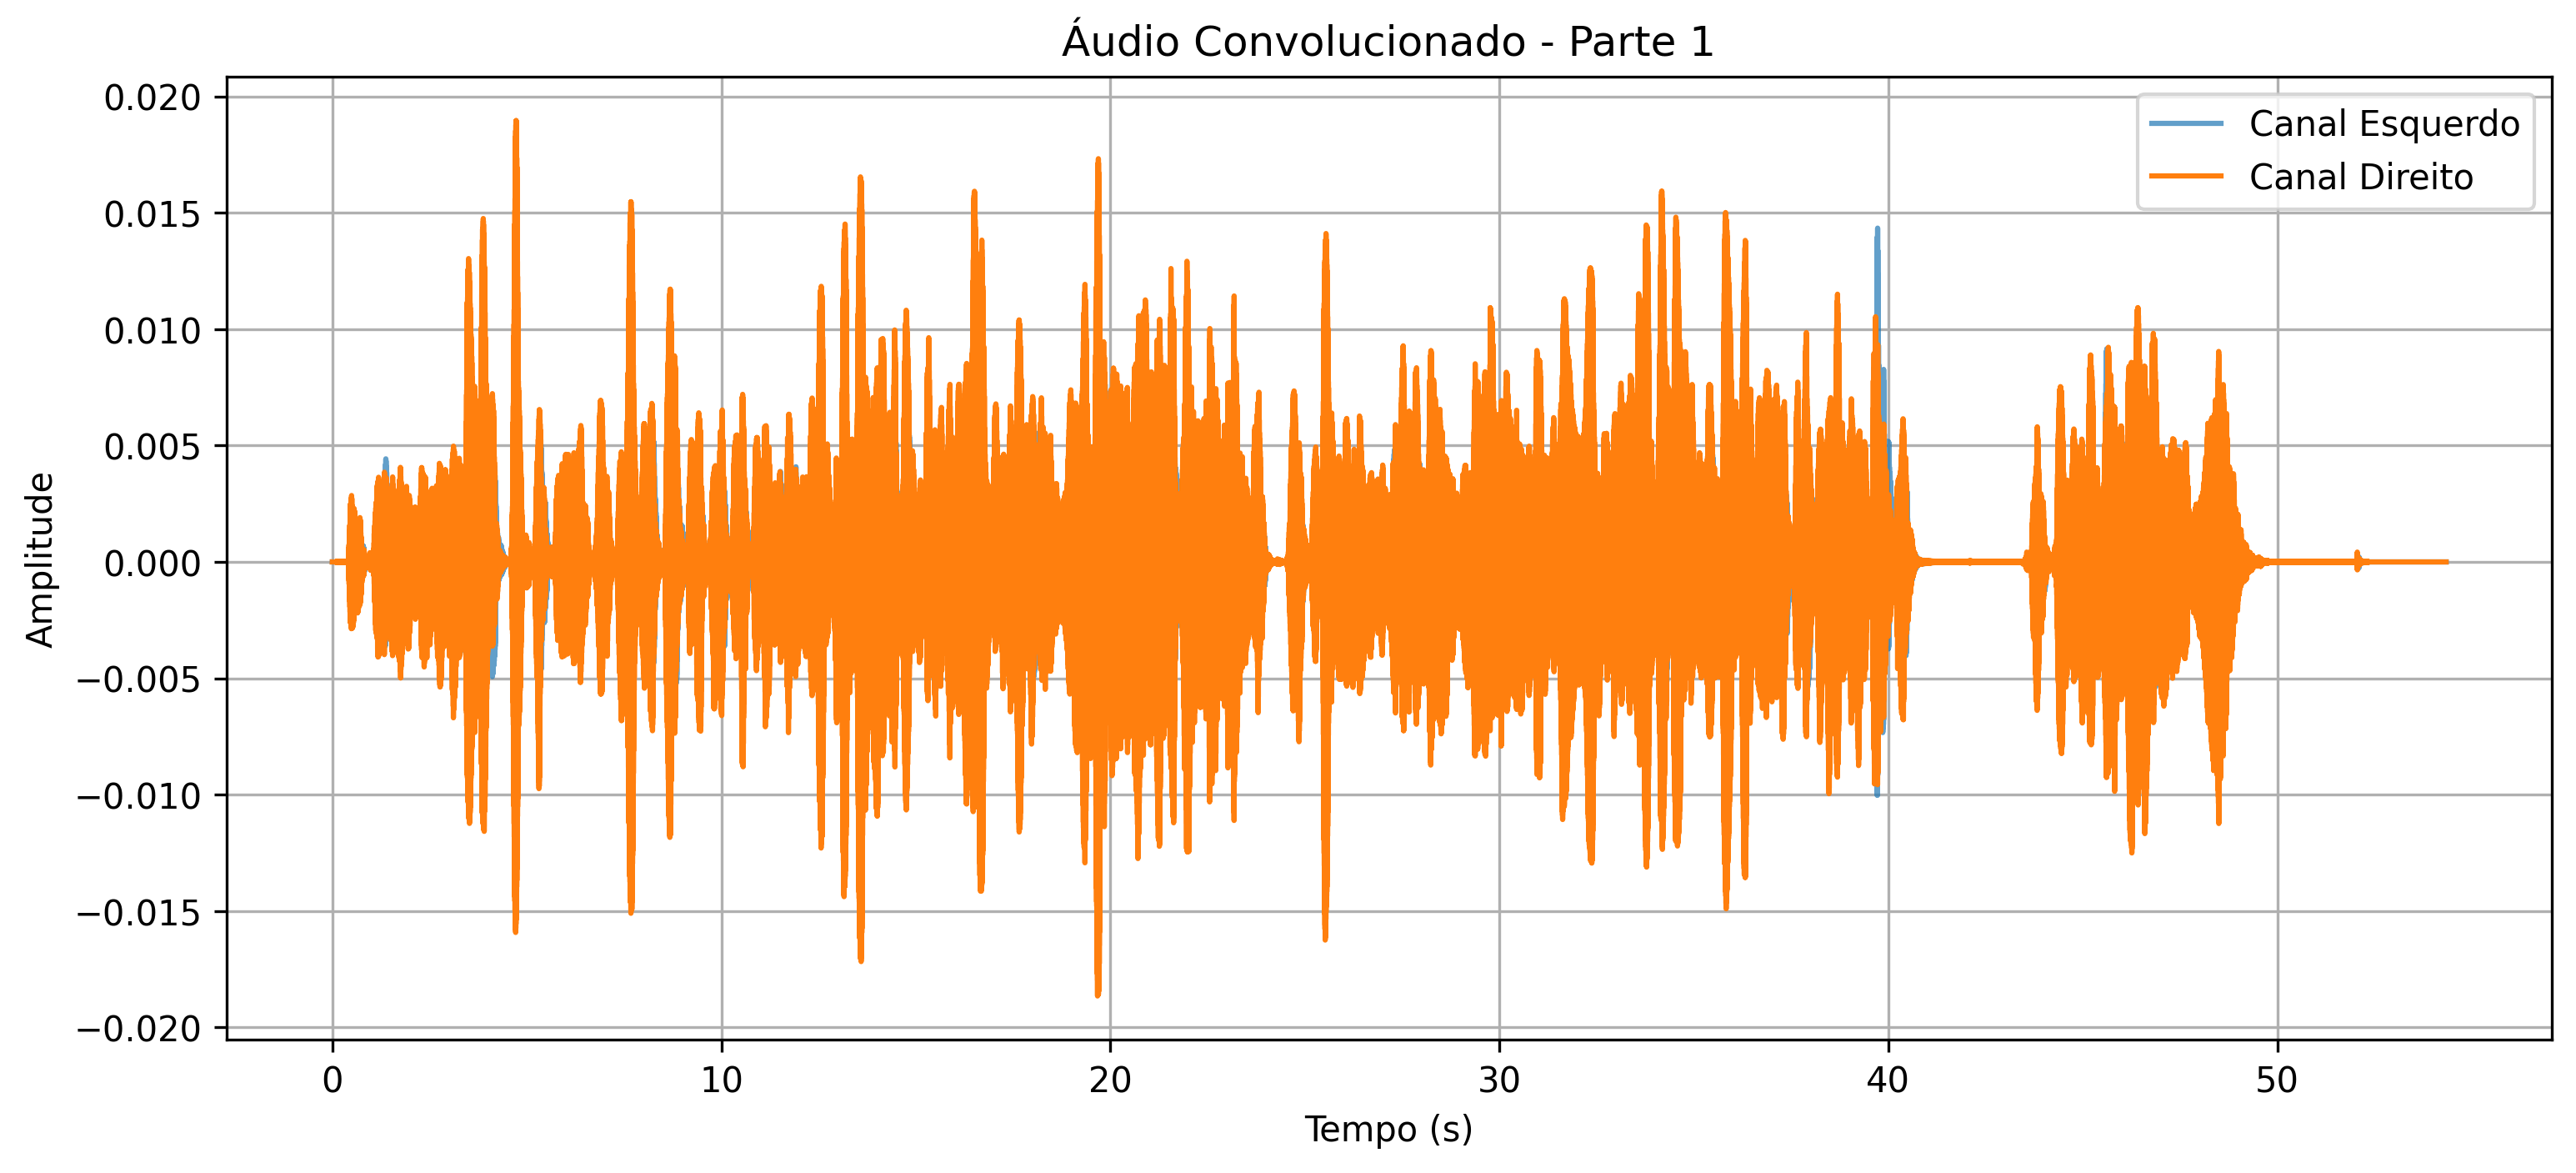 Áudio Convolucionado - Parte 1
Canal Esquerdo
Canal Direito
Amplitude
0.020
0.015
0.010
0.005
0.000
−0.005
−0.010
−0.015
−0.020
0 10 20 30 40 50
Tempo (s)